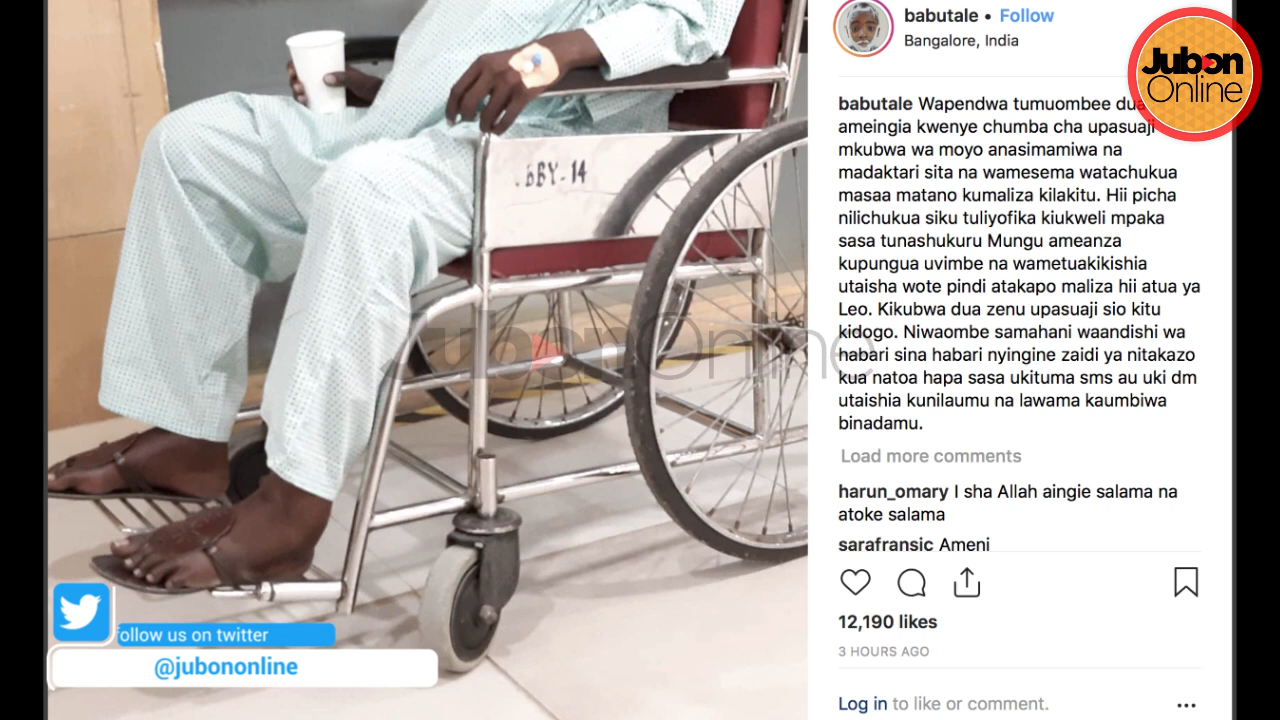 babutale • Follow
Bangalore, India
Jubon
Online
babutale Wapendwa tumuombee dua
ameingia kwenye chumba cha upasuaji
mkubwa wa moyo anasimamiwa na
madaktari sita na wamesema watachukua
masaa matano kumaliza kilakitu. Hii picha
nilichukua siku tuliyofika kiukweli mpaka
sasa tunashukuru Mungu ameanza
kupungua uvimbe na wametuakikishia
utaisha wote pindi atakapo maliza hii atua ya
Leo. Kikubwa dua zenu upasuaji sio kitu
kidogo. Niwaombe samahani waandishi wa
habari sina habari nyingine zaidi ya nitakazo
kua natoa hapa sasa ukituma sms au uki dm
utaishia kunilaumu na lawama kaumbiwa
binadamu.
Load more comments
harun_omary I sha Allah aingie salama na
atoke salama
sarafransic Ameni
12,190 likes
3 HOURS AGO
Log in to like or comment.
BBY-14
JubonOnline
follow us on twitter
@jubononline